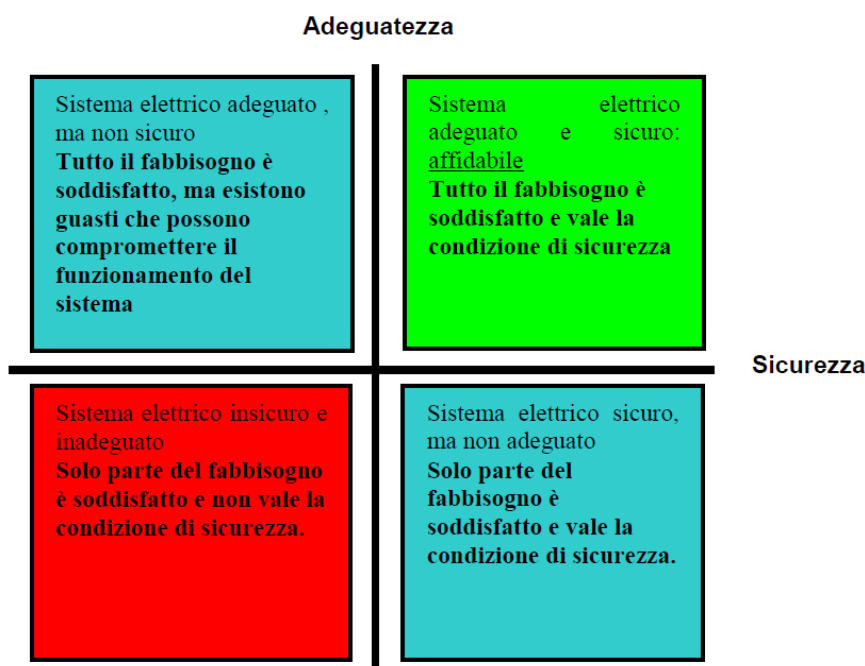 Adeguatezza
Sistema elettrico adeguato ,
ma non sicuro
Tutto il fabbisogno è
soddisfatto, ma esistono
guasti che possono
compromettere il
funzionamento del
sistema
Sistema elettrico
adeguato e sicuro:
affidabile
Tutto il fabbisogno è
soddisfatto e vale la
condizione di sicurezza
Sicurezza
Sistema elettrico insicuro e
inadeguato
Solo parte del fabbisogno
è soddisfatto e non vale la
condizione di sicurezza.
Sistema elettrico sicuro,
ma non adeguato
Solo parte del
fabbisogno è
soddisfatto e vale la
condizione di sicurezza.